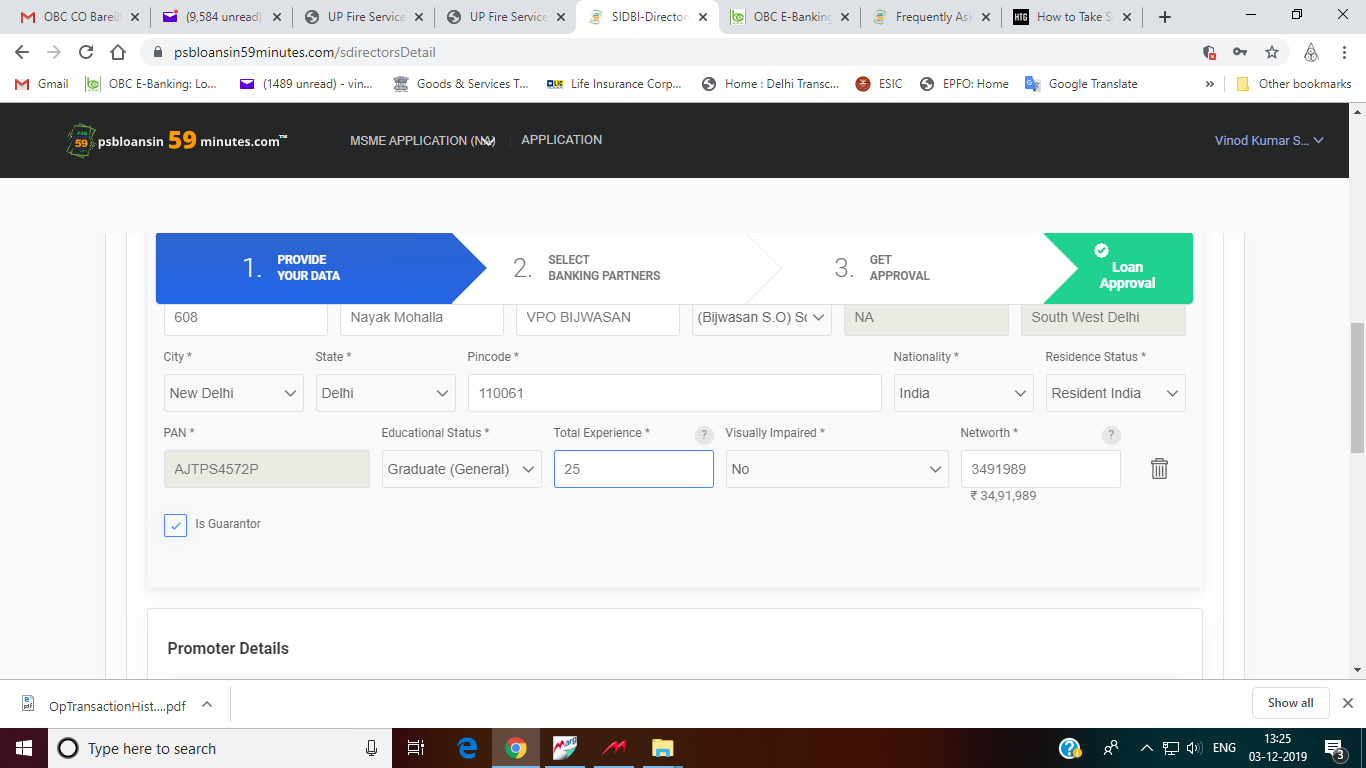 OBC CO Bareill
(9,584 unread)
UP Fire Service
UP Fire Service
SIDBI-Director
OBC E-Banking
Frequently Ask
HTG How to Take S
psbloansin59minutes.com/sdirectorsDetail
Gmail
OBC E-Banking: Lo...
(1489 unread) - vin...
Goods & Services T...
LIC Life Insurance Corp...
Home : Delhi Transc...
ESIC
EPFO: Home
Google Translate
»
Other bookmarks
PSB 59 psbloansin 59 minutes.com™
MSME APPLICATION
APPLICATION
Vinod Kumar S...
1. PROVIDE
YOUR DATA
2. SELECT
BANKING PARTNERS
3. GET
APPROVAL
Loan
Approval
608
Nayak Mohalla
VPO BIJWASAN
(Bijwasan S.O) So
NA
South West Delhi
City *
State *
Pincode *
Nationality *
Residence Status *
New Delhi
Delhi
110061
India
Resident India
PAN *
Educational Status *
Total Experience *
?
Visually Impaired *
Networth *
?
AJTPS4572P
Graduate (General)
25
No
3491989
₹ 34,91,989
Is Guarantor
Promoter Details
OpTransactionHist....pdf
Show all
Type here to search
Marg
ENG
13:25
03-12-2019
3